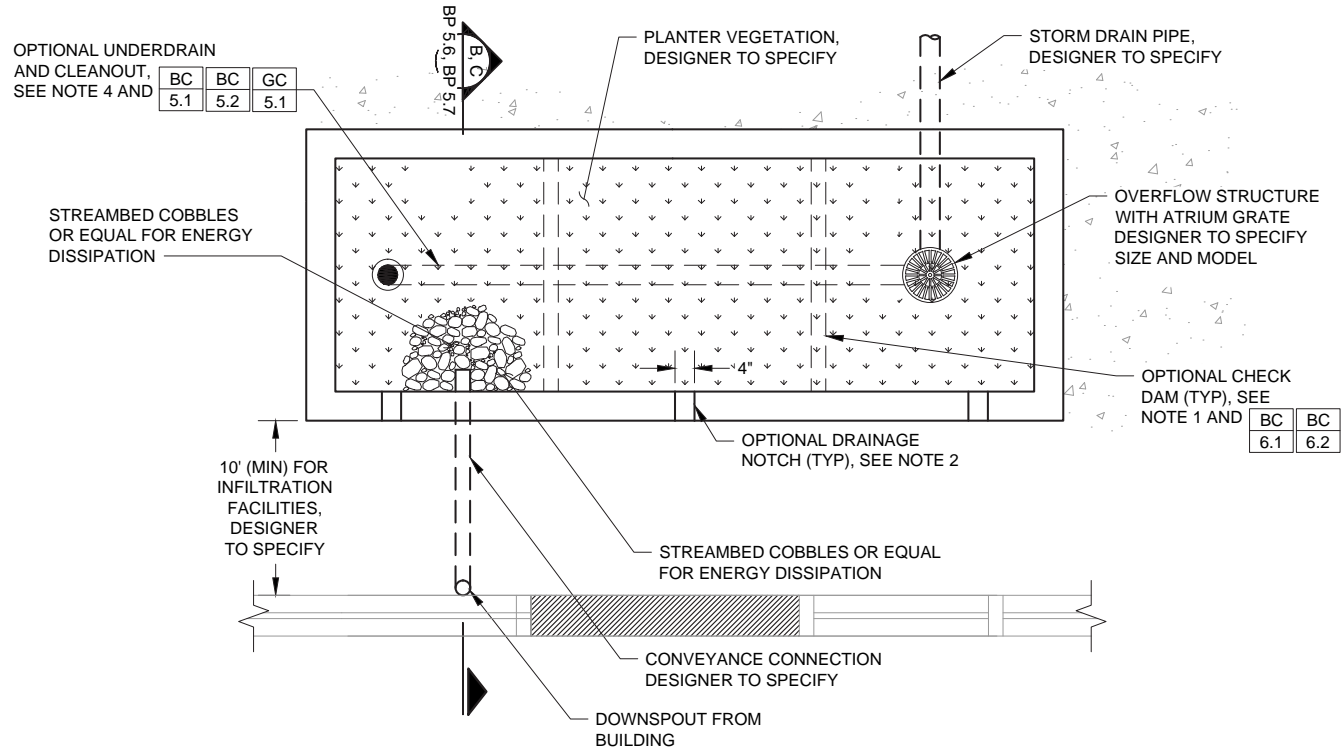 OPTIONAL UNDERDRAIN
AND CLEANOUT,
SEE NOTE 4 AND
BC BC GC
5.1 5.2 5.1
B, C
BP 5.6, BP 5.7
PLANTER VEGETATION,
DESIGNER TO SPECIFY
STORM DRAIN PIPE,
DESIGNER TO SPECIFY
STREAMBED COBBLES
OR EQUAL FOR ENERGY
DISSIPATION
OVERFLOW STRUCTURE
WITH ATRIUM GRATE
DESIGNER TO SPECIFY
SIZE AND MODEL
4"
OPTIONAL CHECK
DAM (TYP), SEE
NOTE 1 AND
BC BC
6.1 6.2
OPTIONAL DRAINAGE
NOTCH (TYP), SEE NOTE 2
10' (MIN) FOR
INFILTRATION
FACILITIES,
DESIGNER
TO SPECIFY
STREAMBED COBBLES OR EQUAL
FOR ENERGY DISSIPATION
CONVEYANCE CONNECTION
DESIGNER TO SPECIFY
DOWNSPOUT FROM
BUILDING